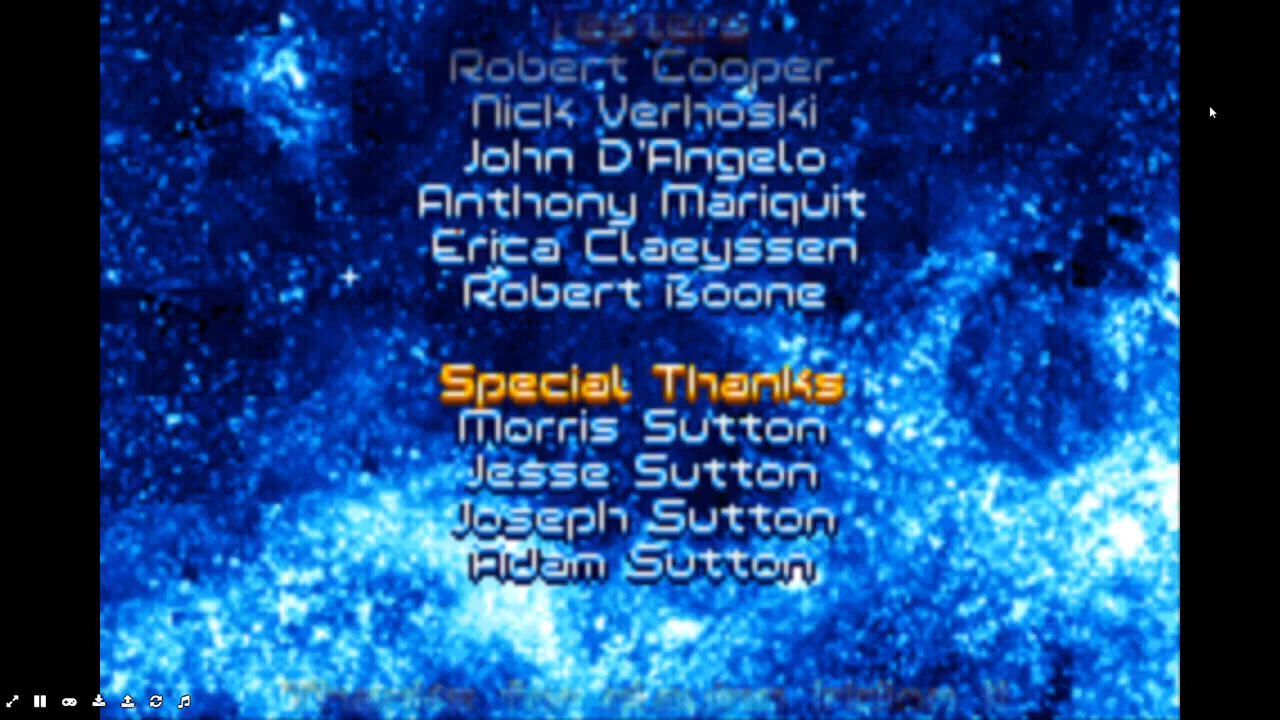 Testers
Robert Cooper
Nick Verhoski
John D'Angelo
Anthony Mariquit
Erica Claeyssen
Robert Boone
Special Thanks
Morris Sutton
Jesse Sutton
Joseph Sutton
Adam Sutton